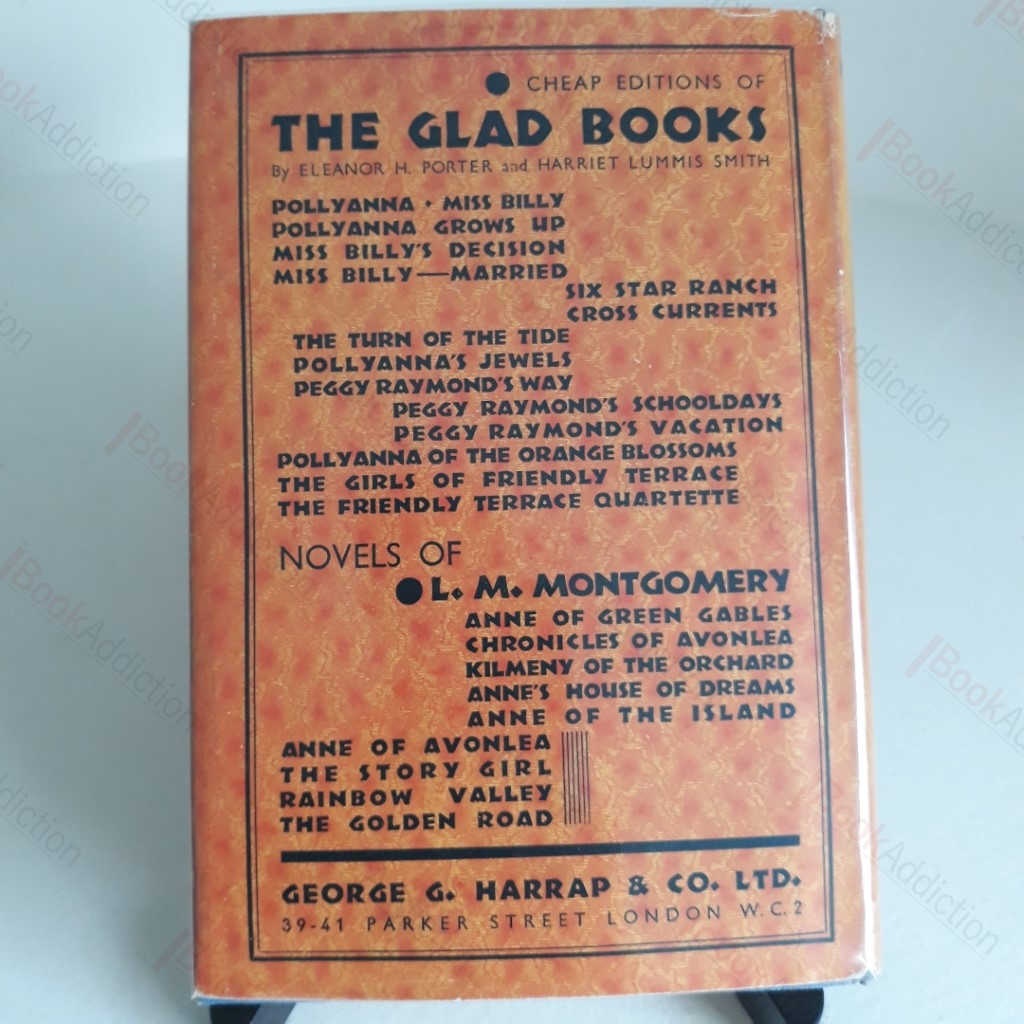 ● CHEAP EDITIONS OF
THE GLAD BOOKS
By ELEANOR H. PORTER and HARRIET LUMMIS SMITH
POLLYANNA • MISS BILLY
POLLYANNA GROWS UP
MISS BILLY'S DECISION
MISS BILLY—MARRIED
SIX STAR RANCH
CROSS CURRENTS
THE TURN OF THE TIDE
POLLYANNA'S JEWELS
PEGGY RAYMOND'S WAY
PEGGY RAYMOND'S SCHOOLDAYS
PEGGY RAYMOND'S VACATION
POLLYANNA OF THE ORANGE BLOSSOMS
THE GIRLS OF FRIENDLY TERRACE
THE FRIENDLY TERRACE QUARTETTE
NOVELS OF
● L. M. MONTGOMERY
ANNE OF GREEN GABLES
CHRONICLES OF AVONLEA
KILMENY OF THE ORCHARD
ANNE'S HOUSE OF DREAMS
ANNE OF THE ISLAND
ANNE OF AVONLEA
THE STORY GIRL
RAINBOW VALLEY
THE GOLDEN ROAD
GEORGE G. HARRAP & CO. LTD.
39-41 PARKER STREET LONDON W.C.2
BookAddiction